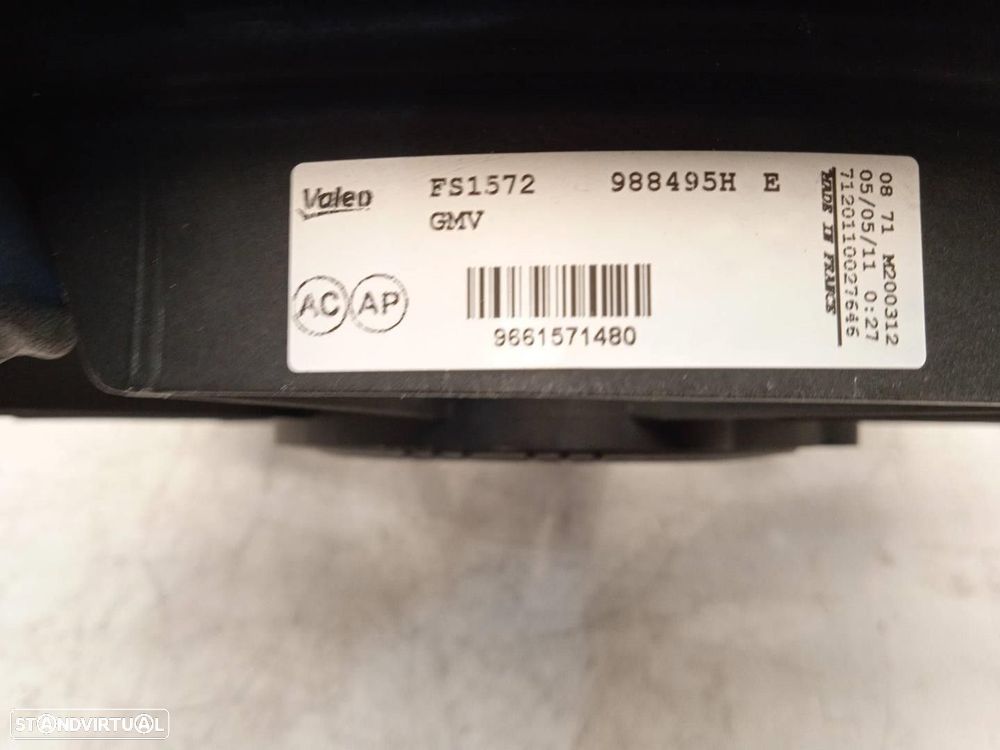 Valeo FS1572 988495H E
GMV
AC AP
9661571480
08 71 M200312
05/05/11 0:27
7120110027646
MADE IN FRANCE
STANDVIRTUAL